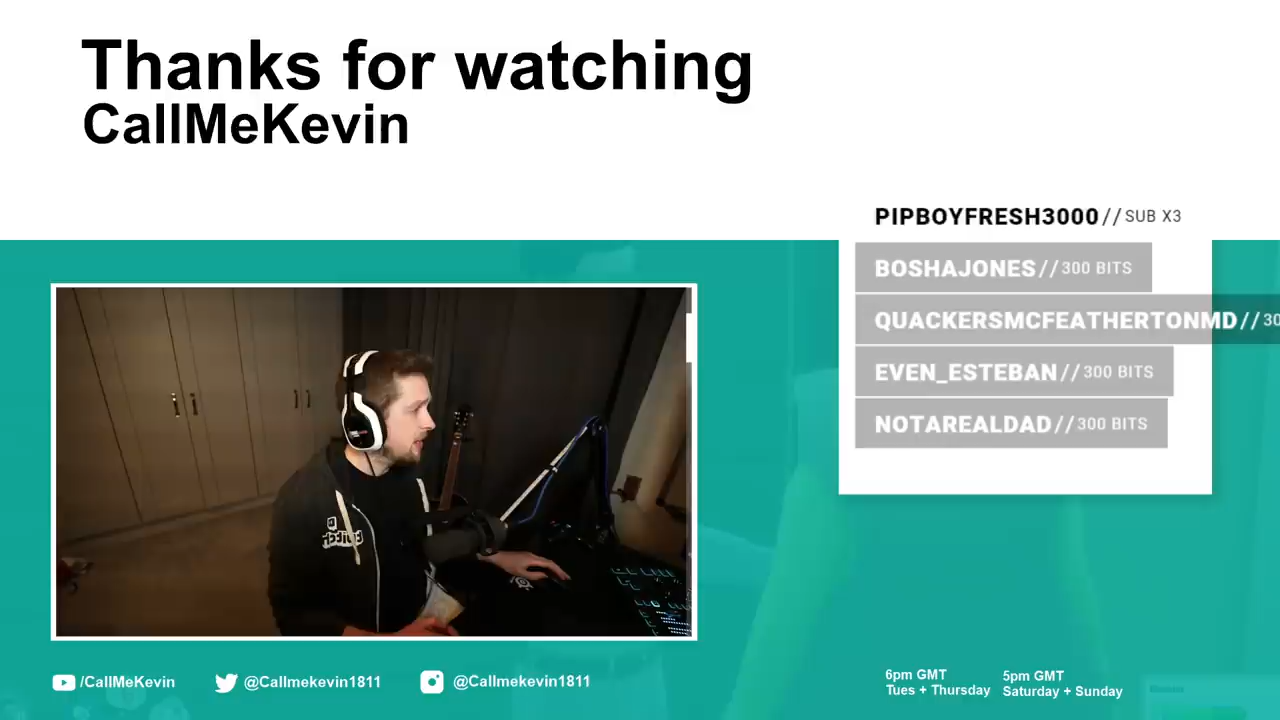 Thanks for watching
CallMeKevin
PIPBOYFRESH3000 // SUB X3
BOSHAJONES // 300 BITS
QUACKERSMCFEATHERTONMD // 30
EVEN_ESTEBAN // 300 BITS
NOTAREALDAD // 300 BITS
/CallMeKevin
@Callmekevin1811
@Callmekevin1811
6pm GMT
Tues + Thursday
5pm GMT
Saturday + Sunday